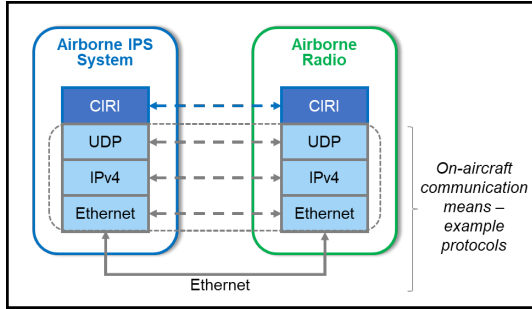 Airborne IPS
System
Airborne
Radio
CIRI
CIRI
UDP
UDP
IPv4
IPv4
Ethernet
Ethernet
Ethernet
On-aircraft
communication
means –
example
protocols